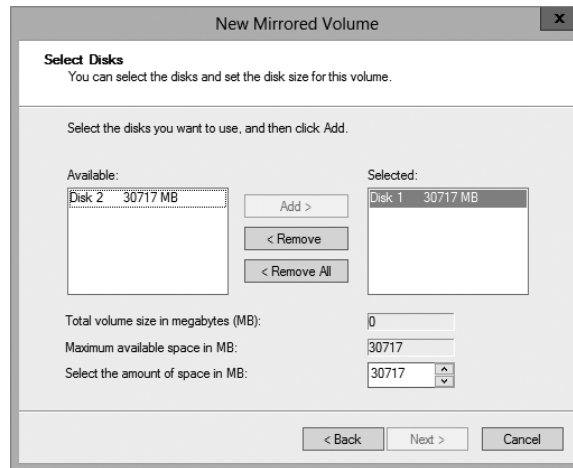 New Mirrored Volume
x
Select Disks
You can select the disks and set the disk size for this volume.
Select the disks you want to use, and then click Add.
Available:
Selected:
Disk 2 30717 MB
Add >
Disk 1 30717 MB
< Remove
< Remove All
Total volume size in megabytes (MB): 0
Maximum available space in MB: 30717
Select the amount of space in MB: 30717
< Back Next > Cancel